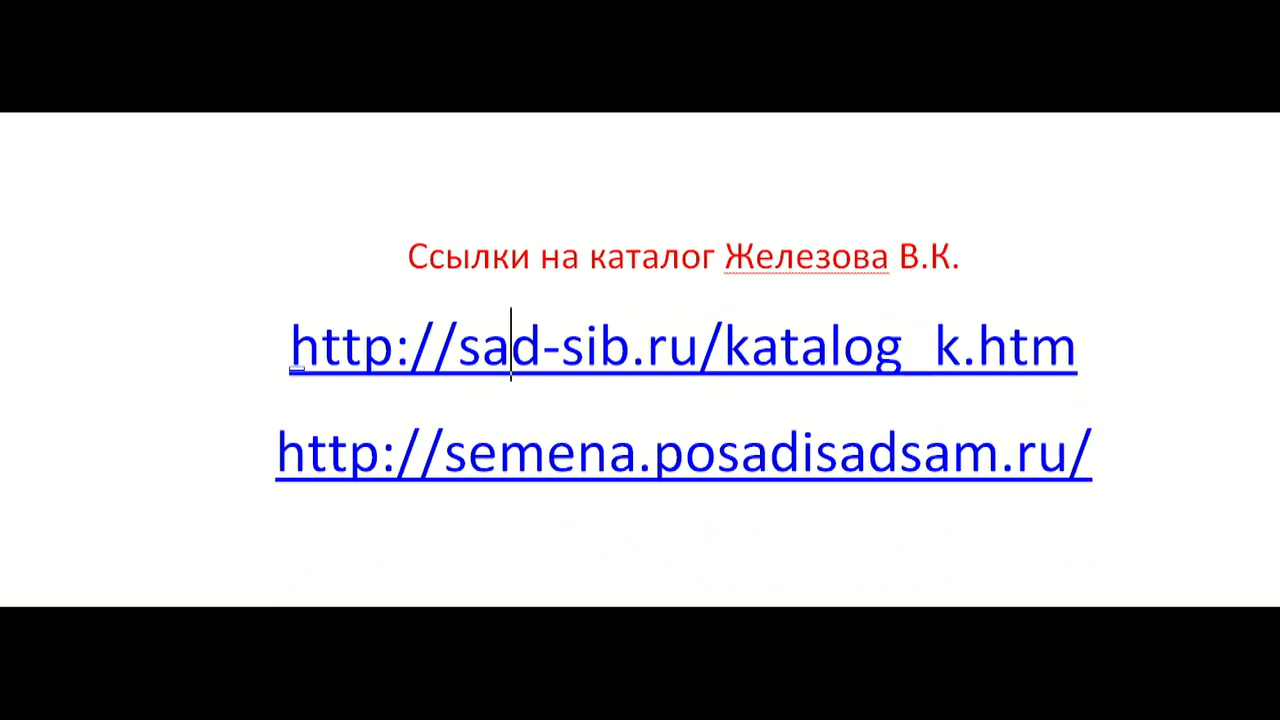 Ссылки на каталог Железова В.К.
http://sad-sib.ru/katalog_k.htm
http://semena.posadisadsam.ru/